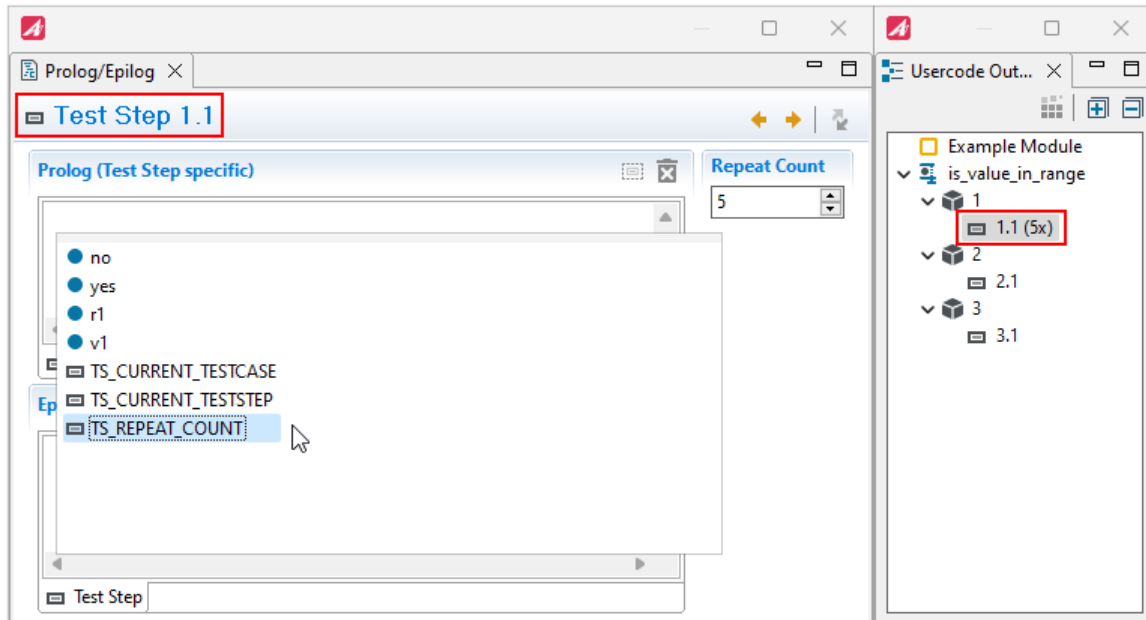 Prolog/Epilog
Test Step 1.1
Prolog (Test Step specific)
Repeat Count
5
no
yes
r1
v1
TS_CURRENT_TESTCASE
TS_CURRENT_TESTSTEP
TS_REPEAT_COUNT
Ep
Test Step
Usercode Out...
Example Module
is_value_in_range
1
1.1 (5x)
2
2.1
3
3.1